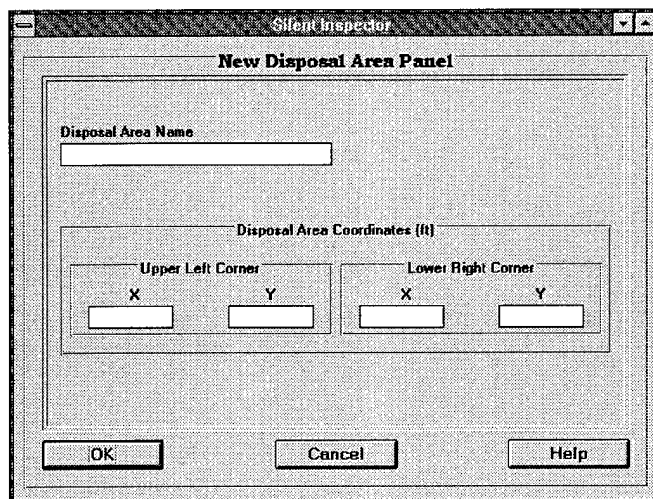 Silent Inspector
New Disposal Area Panel
Disposal Area Name
Disposal Area Coordinates (ft)
Upper Left Corner Lower Right Corner
X Y X Y
OK Cancel Help